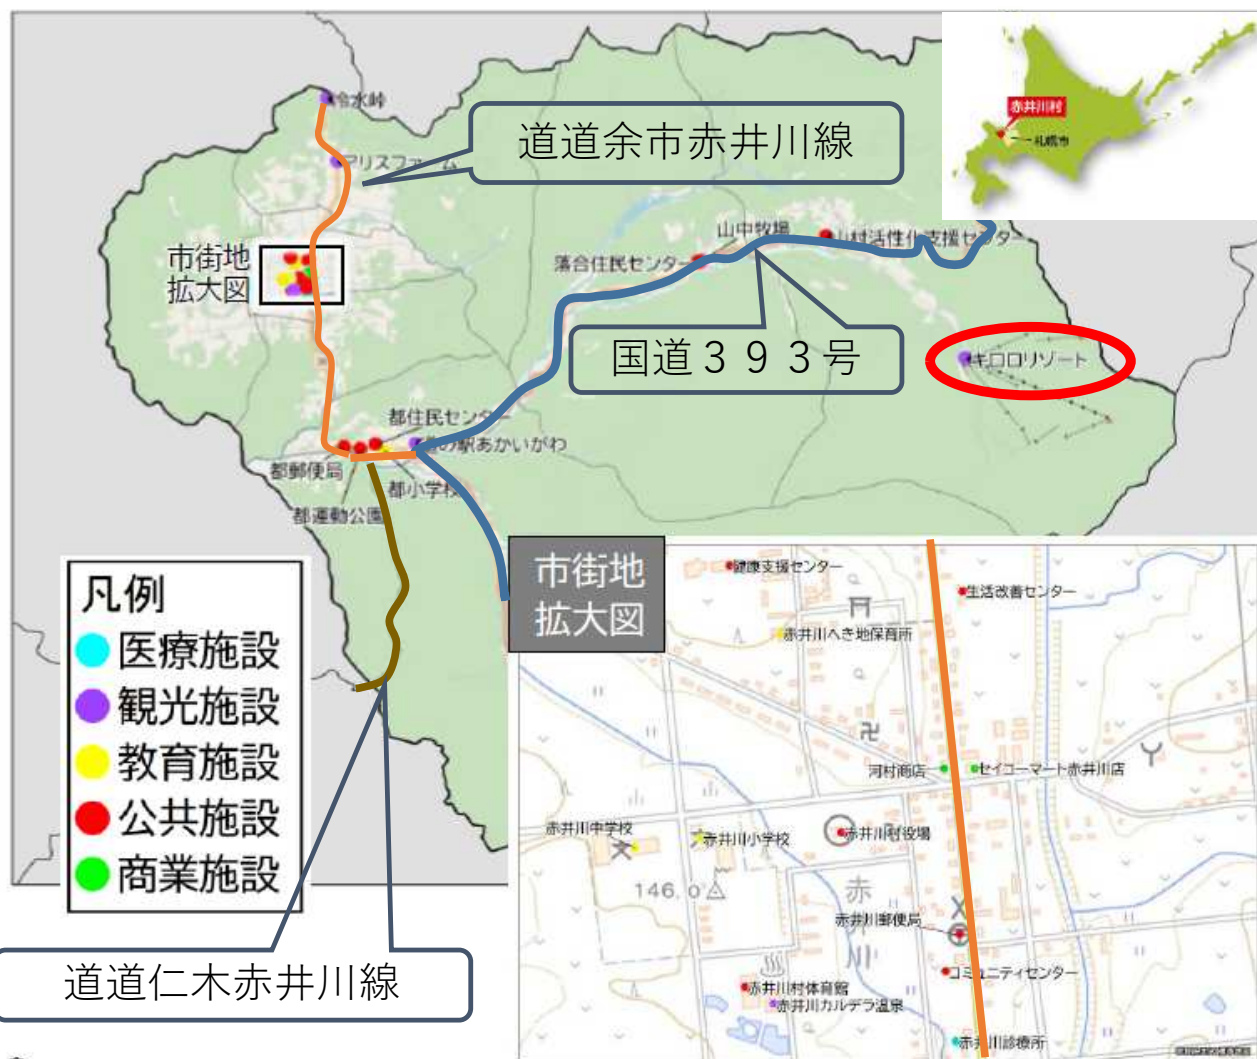 冷水峠
道道余市赤井川線
赤井川村
札幌市
アリスファーム
市街地
拡大図
山中牧場
山村活性化支援センター
落合住民センター
国道３９３号
キロロリゾート
都住民センター
道の駅あかいがわ
都郵便局
都小学校
都運動公園
凡例
医療施設
観光施設
教育施設
公共施設
商業施設
道道仁木赤井川線
市街地
拡大図
健康支援センター
生活改善センター
赤井川へき地保育所
河村商店
セイコーマート赤井川店
赤井川中学校
赤井川小学校
赤井川村役場
146.0
赤井川
赤井川郵便局
コミュニティセンター
赤井川村体育館
赤井川カルデラ温泉
赤井川診療所